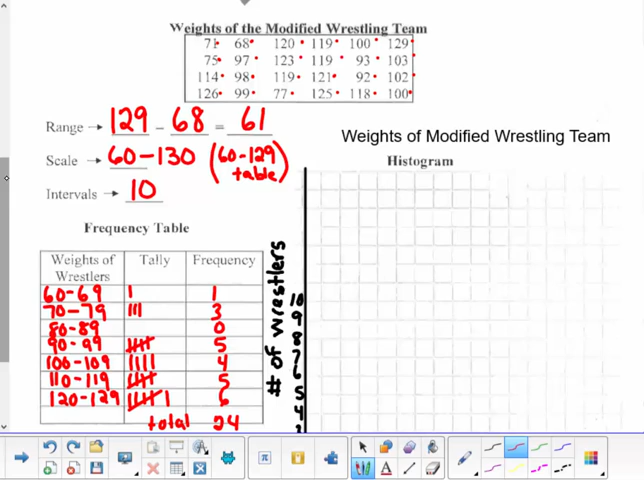 Weights of the Modified Wrestling Team
71 68 120 119 100 129
75 97 123 119 93 103
114 98 119 121 92 102
126 99 77 125 118 100
Range → 129 - 68 = 61
Scale → 60-130 (60-129 table)
Intervals → 10
Weights of Modified Wrestling Team
Histogram
Frequency Table
Weights of Wrestlers Tally Frequency
60-69 1
70-79 3
80-89 0
90-99 5
100-109 4
110-119 5
120-129 6
total 24
# of wrestlers
10
9
8
7
6
5
4
A
π